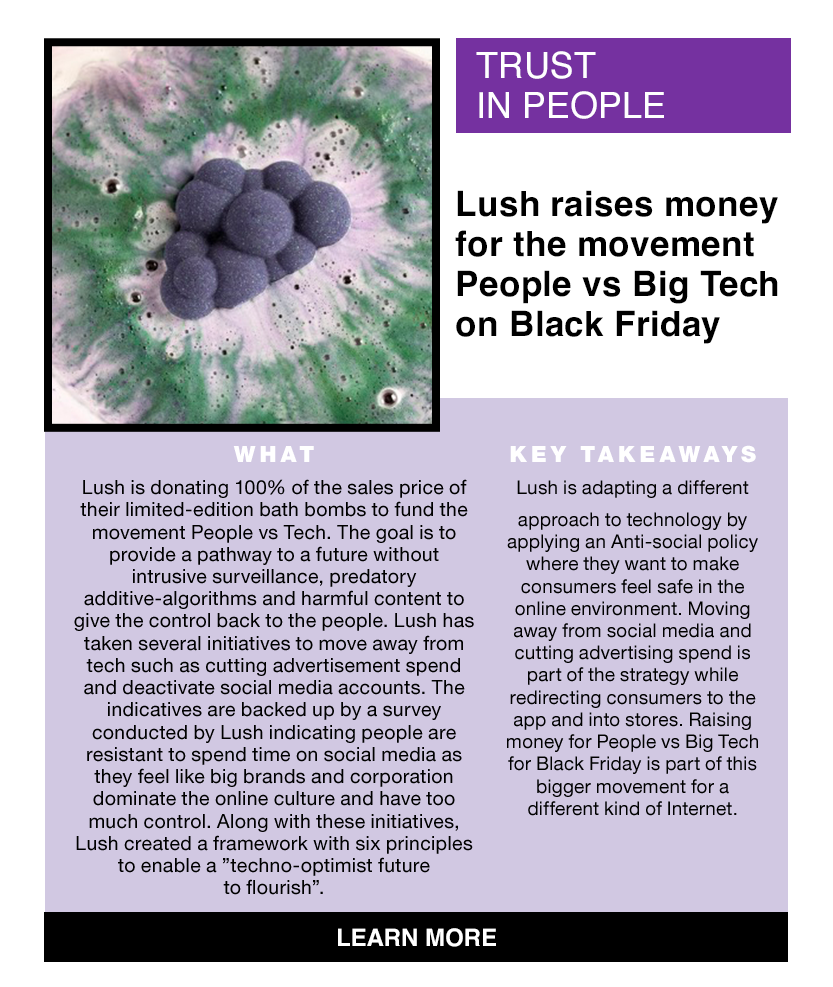 TRUST
IN PEOPLE
Lush raises money
for the movement
People vs Big Tech
on Black Friday
WHAT
Lush is donating 100% of the sales price of
their limited-edition bath bombs to fund the
movement People vs Tech. The goal is to
provide a pathway to a future without
intrusive surveillance, predatory
additive-algorithms and harmful content to
give the control back to the people. Lush has
taken several initiatives to move away from
tech such as cutting advertisement spend
and deactivate social media accounts. The
indicatives are backed up by a survey
conducted by Lush indicating people are
resistant to spend time on social media as
they feel like big brands and corporation
dominate the online culture and have too
much control. Along with these initiatives,
Lush created a framework with six principles
to enable a ”techno-optimist future
to flourish”.
KEY TAKEAWAYS
Lush is adapting a different
approach to technology by
applying an Anti-social policy
where they want to make
consumers feel safe in the
online environment. Moving
away from social media and
cutting advertising spend is
part of the strategy while
redirecting consumers to the
app and into stores. Raising
money for People vs Big Tech
for Black Friday is part of this
bigger movement for a
different kind of Internet.
LEARN MORE